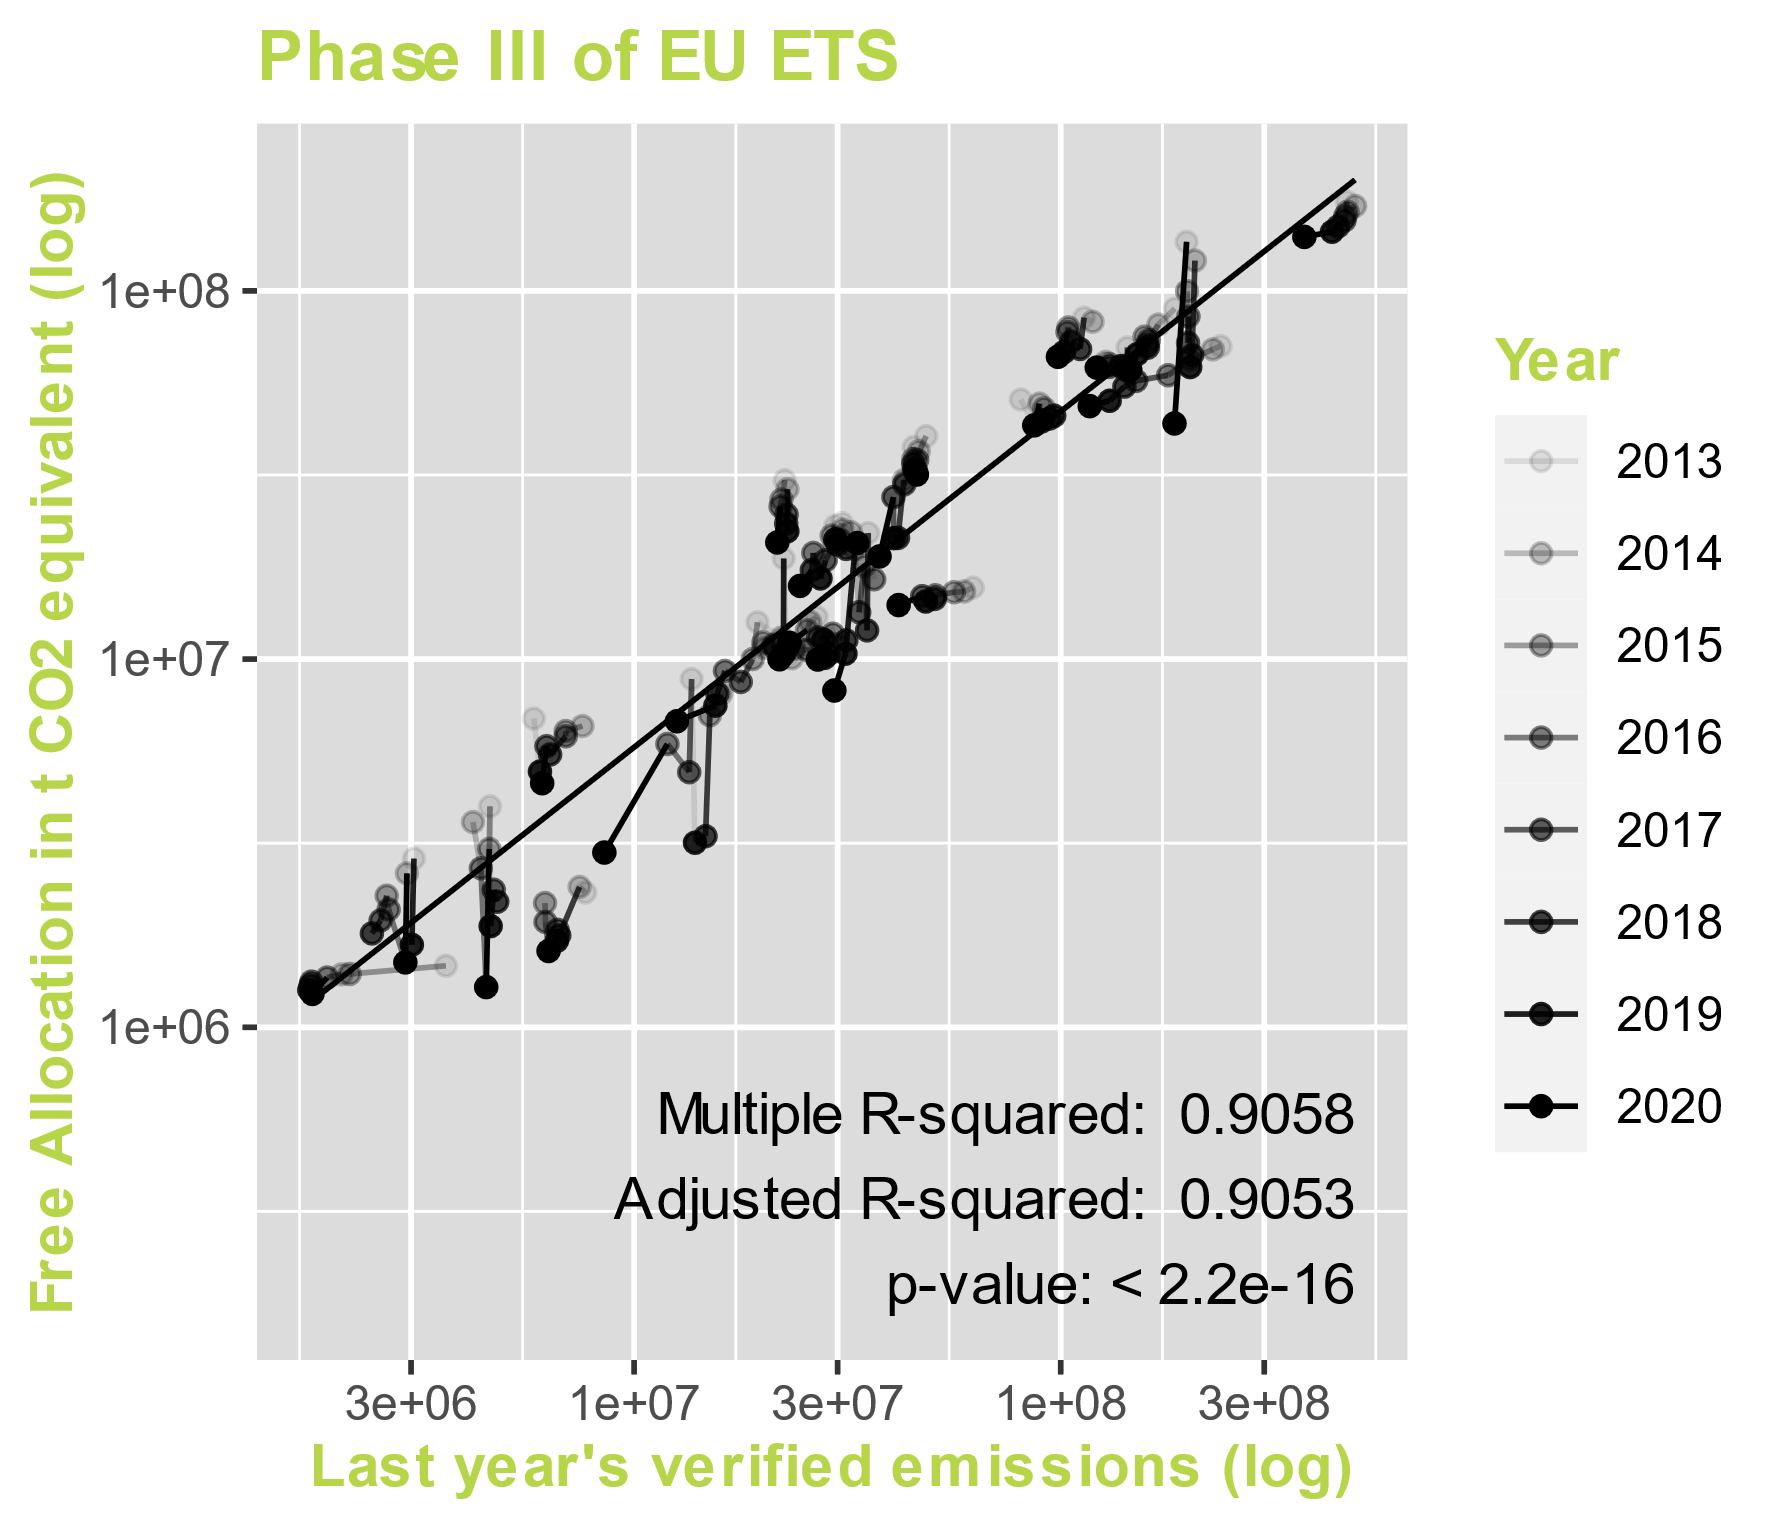 Phase III of EU ETS
Free Allocation in t CO2 equivalent (log)
1e+08
1e+07
1e+06
Multiple R-squared: 0.9058
Adjusted R-squared: 0.9053
p-value: < 2.2e-16
3e+06 1e+07 3e+07 1e+08 3e+08
Last year's verified emissions (log)
Year
2013
2014
2015
2016
2017
2018
2019
2020